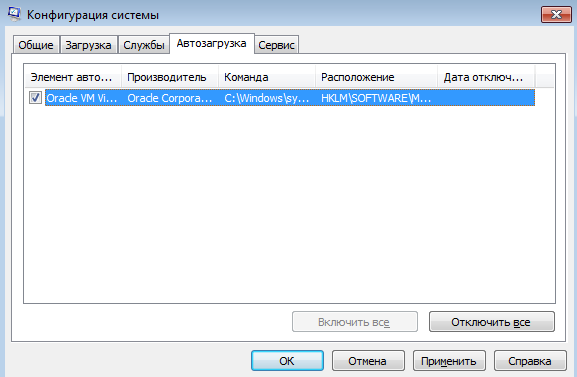 Конфигурация системы
Общие Загрузка Службы Автозагрузка Сервис
Элемент авто... Производитель Команда Расположение Дата отключ...
Oracle VM Vi... Oracle Corpora... C:\Windows\sy... HKLM\SOFTWARE\M...
Включить все Отключить все
ОК Отмена Применить Справка